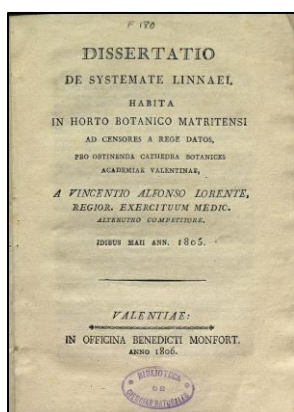 F 180
DISSERTATIO
DE SYSTEMATE LINNAEI,
HABITA
IN HORTO BOTANICO MATRITENSI
AD CENSORES A REGE DATOS,
PRO OBTINENDA CATHEDRA BOTANICES
ACADEMIAE VALENTINAE,
A VINCENTIO ALFONSO LORENTE,
REGIOR. EXERCITUUM MEDIC.
ALTERUTRO COMPETITORE.
IDIBUS MAII ANN. 1805.
VALENTIAE:
IN OFFICINA BENEDICTI MONFORT.
ANNO 1806.
BIBLIOTECA
DE
CIENCIAS NATURALES